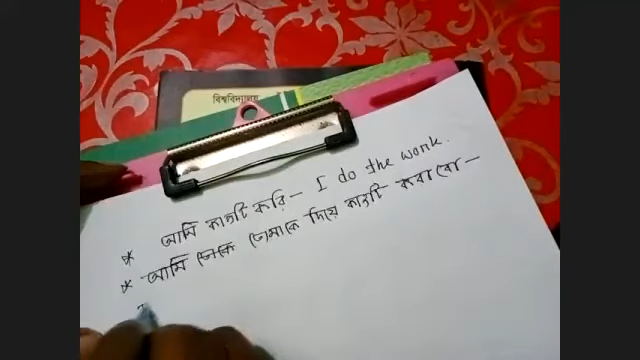 বিশ্ববিদ্যালয়
* আমি কাজটি করি – I do the work.
* আমি তোমাকে দিয়ে কাজটি করাবো –